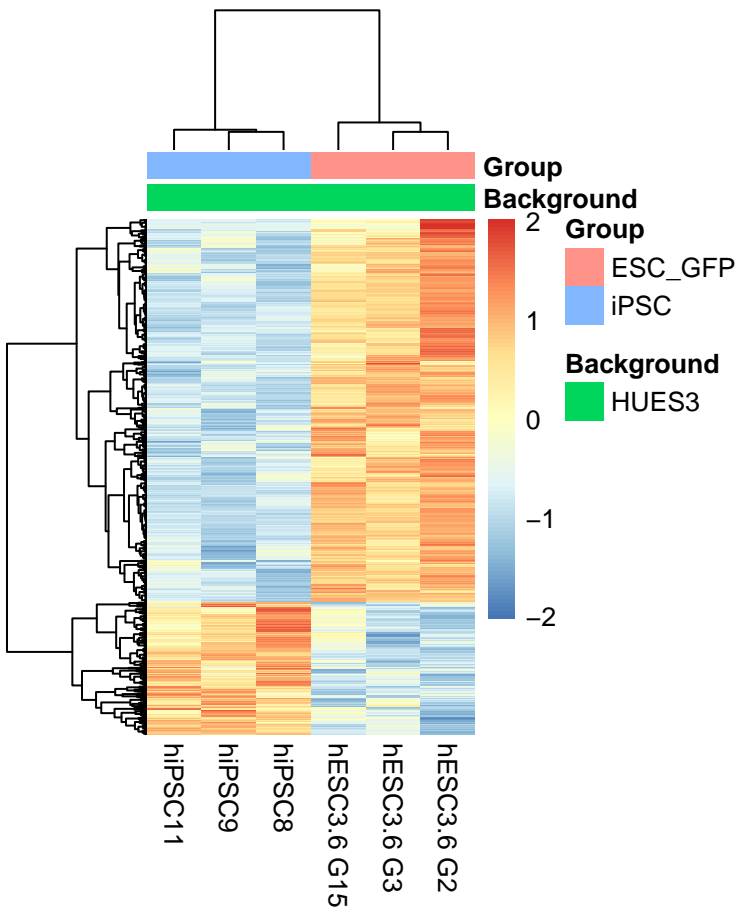 Group
Background
2
1
0
−1
−2
Group
ESC_GFP
iPSC
Background
HUES3
hiPSC11
hiPSC9
hiPSC8
hESC3.6 G15
hESC3.6 G3
hESC3.6 G2